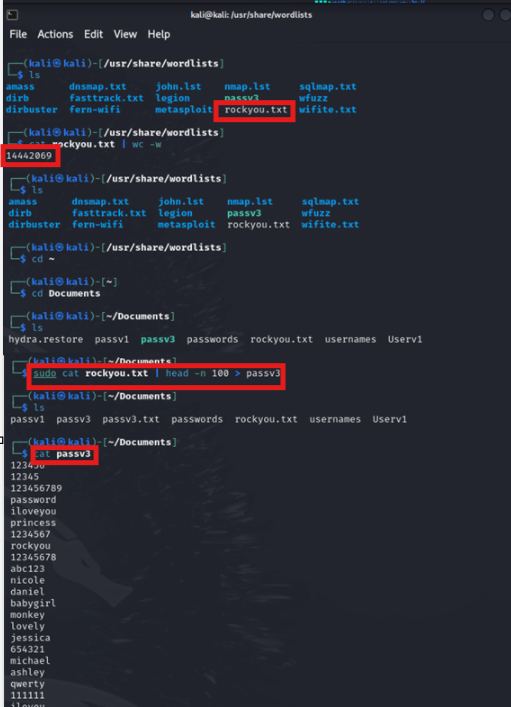 kali@kali: /usr/share/wordlists
File Actions Edit View Help
┌──(kali㉿kali)-[/usr/share/wordlists]
└─$ ls
amass dnsmap.txt john.lst nmap.lst sqlmap.txt
dirb fasttrack.txt legion passv3 wfuzz
dirbuster fern-wifi metasploit rockyou.txt wifite.txt
┌──(kali㉿kali)-[/usr/share/wordlists]
└─$ cat rockyou.txt | wc -w
14442069
┌──(kali㉿kali)-[/usr/share/wordlists]
└─$ ls
amass dnsmap.txt john.lst nmap.lst sqlmap.txt
dirb fasttrack.txt legion passv3 wfuzz
dirbuster fern-wifi metasploit rockyou.txt wifite.txt
┌──(kali㉿kali)-[/usr/share/wordlists]
└─$ cd ~
┌──(kali㉿kali)-[~]
└─$ cd Documents
┌──(kali㉿kali)-[~/Documents]
└─$ ls
hydra.restore passv1 passv3 passwords rockyou.txt usernames Userv1
┌──(kali㉿kali)-[~/Documents]
└─$ sudo cat rockyou.txt | head -n 100 > passv3
┌──(kali㉿kali)-[~/Documents]
└─$ ls
passv1 passv3 passv3.txt passwords rockyou.txt usernames Userv1
┌──(kali㉿kali)-[~/Documents]
└─$ cat passv3
123456
12345
123456789
password
iloveyou
princess
1234567
rockyou
12345678
abc123
nicole
daniel
babygirl
monkey
lovely
jessica
654321
michael
ashley
qwerty
111111